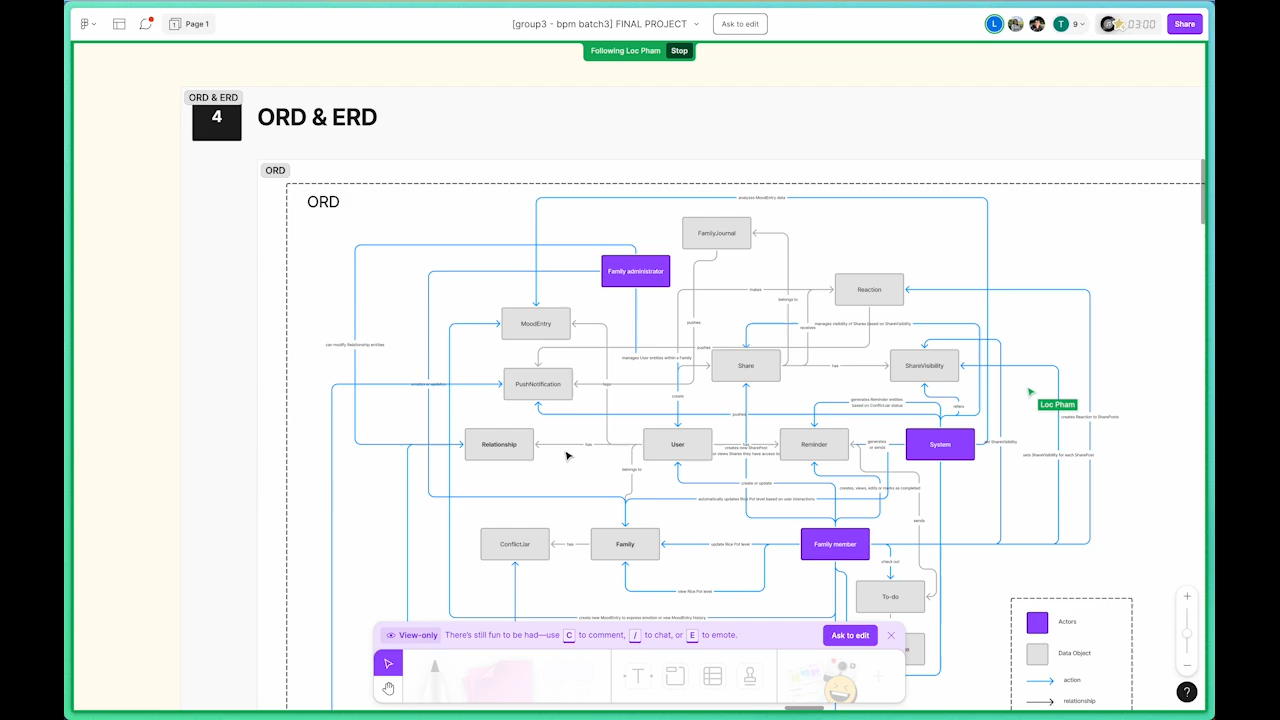 Page 1
[group3 - bpm batch3] FINAL PROJECT
Ask to edit
L
T
9
03:00
Share
Following Loc Pham
Stop
ORD & ERD
4
ORD & ERD
ORD
ORD
analyzes MoodEntry data
FamilyJournal
Family administrator
Reaction
makes
belongs to
MoodEntry
pushes
receives
manages visibility of Shares based on ShareVisibility
can modify Relationship entities
pushes
manages User entities within a Family
Share
has
ShareVisibility
PushNotification
create
generates Reminder entities
based on ConflictJar status
refers
Loc Pham
pushes
creates Reaction to SharePosts
Relationship
has
User
has
creates new SharePost
or views Shares they have access to
Reminder
generates
or sends
System
set ShareVisibility
sets ShareVisibility for each SharePost
belongs to
create or update
creates, views, edits or marks as completed
automatically updates Rice Pot level based on user interactions
sends
ConflictJar
has
Family
update Rice Pot level
Family member
check out
view Rice Pot level
To-do
create new MoodEntry to express emotion or view MoodEntry history
View-only
There's still fun to be had—use C to comment, / to chat, or E to emote.
Ask to edit
Actors
Data Object
action
relationship
T
?